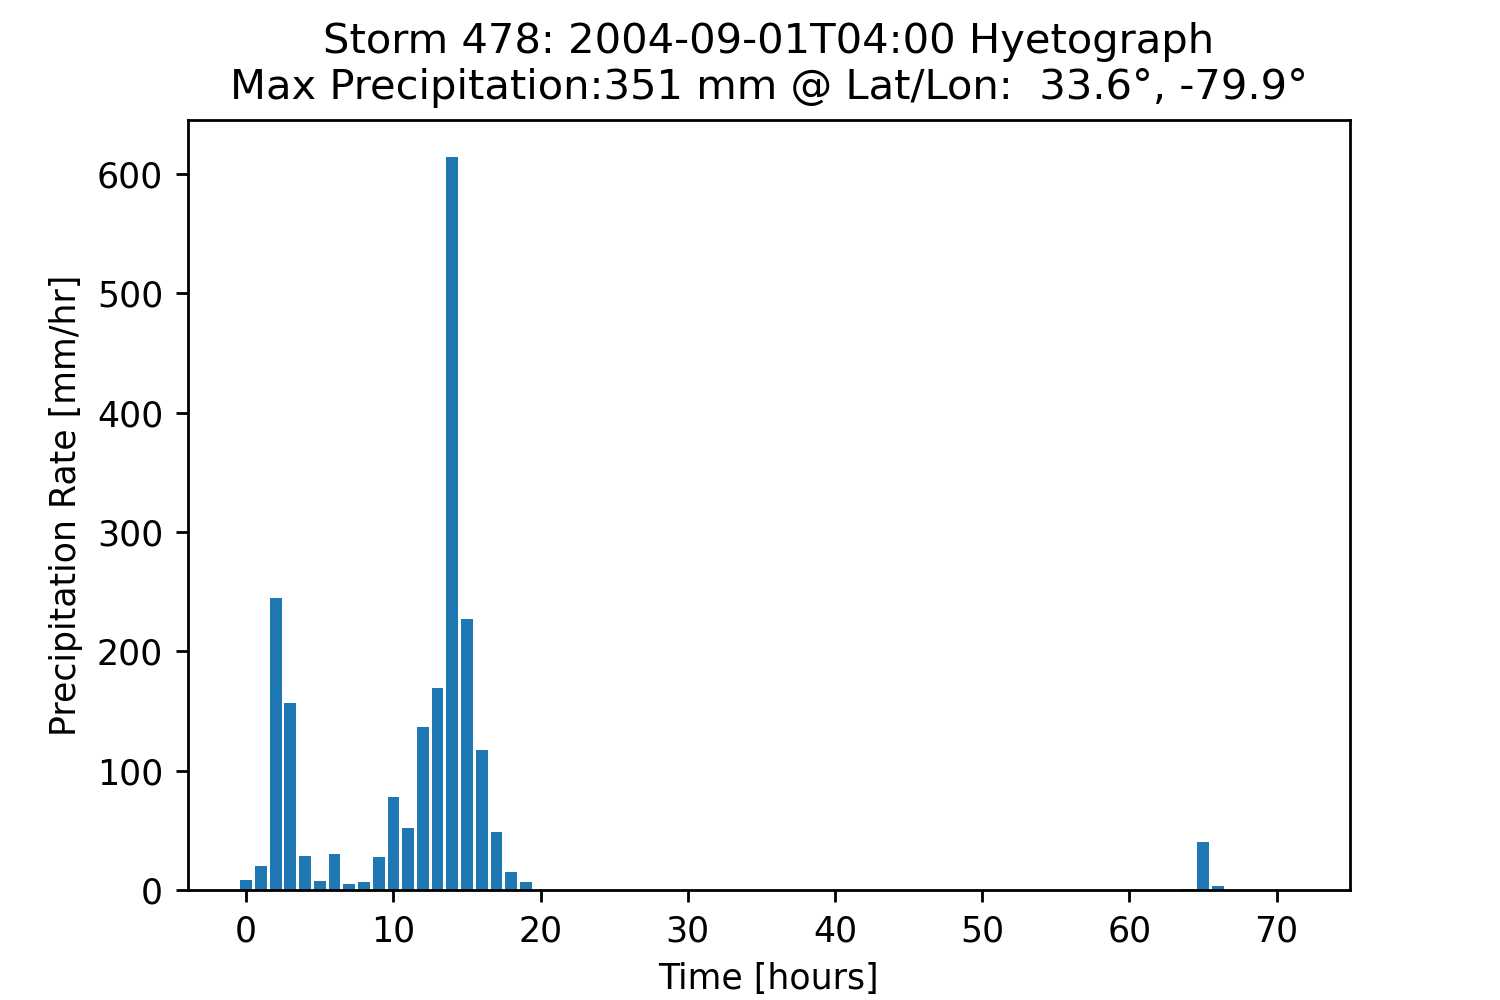 Storm 478: 2004-09-01T04:00 Hyetograph
Max Precipitation:351 mm @ Lat/Lon:  33.6°, -79.9°
Precipitation Rate [mm/hr]
600
500
400
300
200
100
0
0 10 20 30 40 50 60 70
Time [hours]